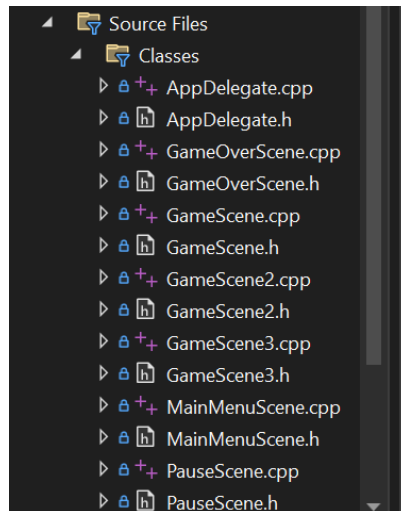 Source Files
Classes
AppDelegate.cpp
AppDelegate.h
GameOverScene.cpp
GameOverScene.h
GameScene.cpp
GameScene.h
GameScene2.cpp
GameScene2.h
GameScene3.cpp
GameScene3.h
MainMenuScene.cpp
MainMenuScene.h
PauseScene.cpp
PauseScene.h